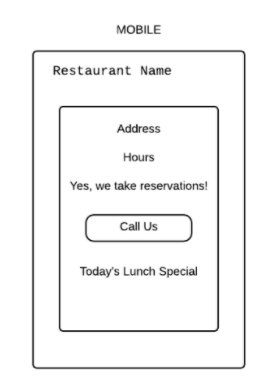 MOBILE
Restaurant Name
Address
Hours
Yes, we take reservations!
Call Us
Today's Lunch Special